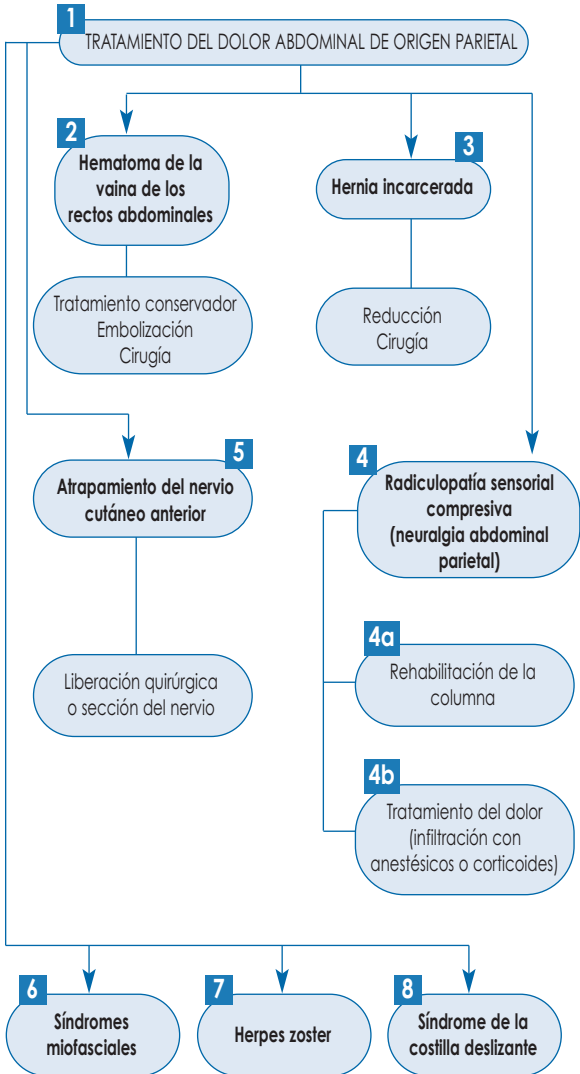 1
TRATAMIENTO DEL DOLOR ABDOMINAL DE ORIGEN PARIETAL
2
Hematoma de la
vaina de los
rectos abdominales
3
Hernia incarcerada
Tratamiento conservador
Embolización
Cirugía
Reducción
Cirugía
5
Atrapamiento del nervio
cutáneo anterior
4
Radiculopatía sensorial
compresiva
(neuralgia abdominal
parietal)
4a
Rehabilitación de la
columna
Liberación quirúrgica
o sección del nervio
4b
Tratamiento del dolor
(infiltración con
anestésicos o corticoides)
6
Síndromes
miofasciales
7
Herpes zoster
8
Síndrome de la
costilla deslizante